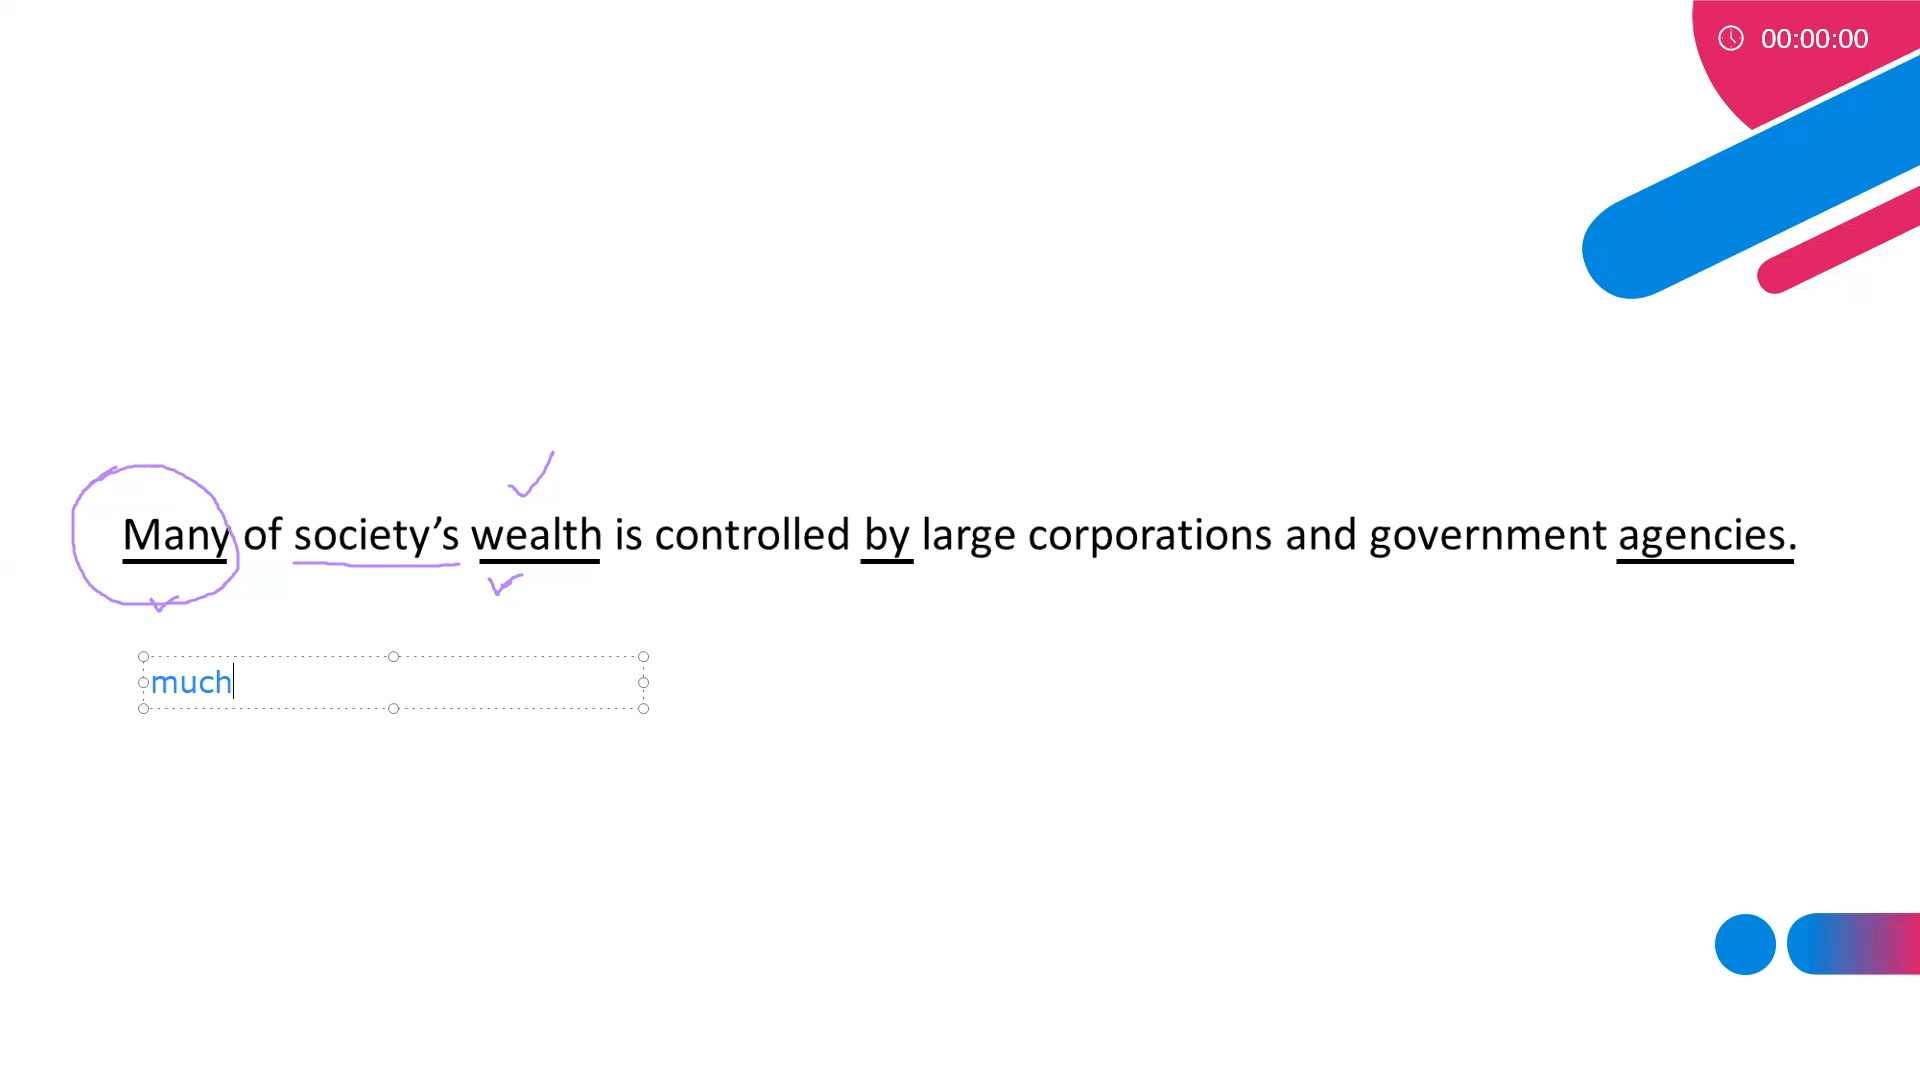 00:00:00
Many of society’s wealth is controlled by large corporations and government agencies.
much